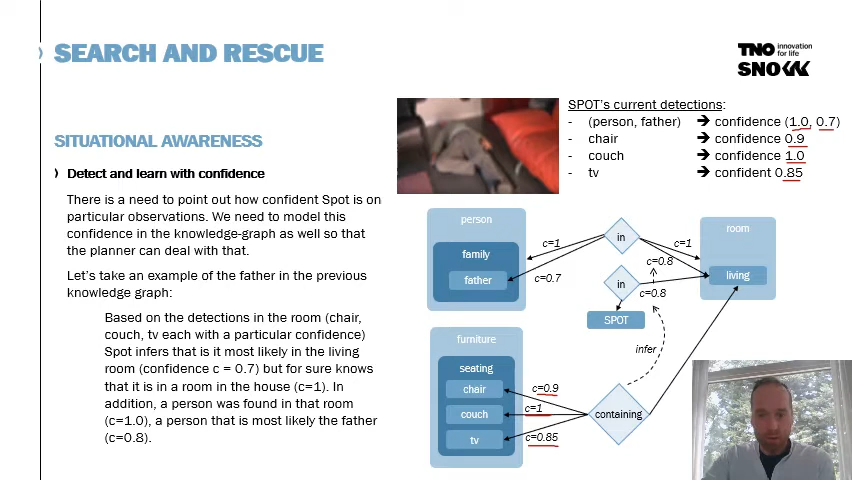 SEARCH AND RESCUE
TNO innovation
for life
SNOW
SITUATIONAL AWARENESS
Detect and learn with confidence
There is a need to point out how confident Spot is on
particular observations. We need to model this
confidence in the knowledge-graph as well so that
the planner can deal with that.
Let's take an example of the father in the previous
knowledge graph:
Based on the detections in the room (chair,
couch, tv each with a particular confidence)
Spot infers that is it most likely in the living
room (confidence c = 0.7) but for sure knows
that it is in a room in the house (c=1). In
addition, a person was found in that room
(c=1.0), a person that is most likely the father
(c=0.8).
SPOT's current detections:
- (person, father) → confidence (1.0, 0.7)
- chair → confidence 0.9
- couch → confidence 1.0
- tv → confident 0.85
person
family
father
c=1
c=0.7
in
c=1
room
living
c=0.8
in
c=0.8
SPOT
infer
furniture
seating
chair
couch
tv
c=0.9
c=1
c=0.85
containing